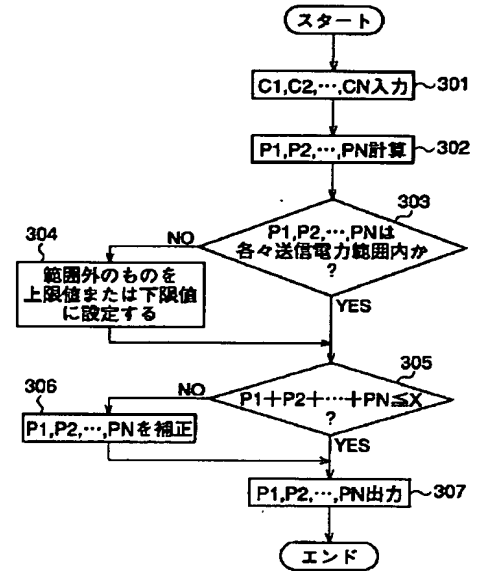 スタート
C1,C2,…,CN入力
301
P1,P2,…,PN計算
302
303
P1,P2,…,PNは
各々送信電力範囲内か
?
NO
YES
304
範囲外のものを
上限値または下限値
に設定する
305
P1+P2+…+PN≦X
?
NO
YES
306
P1,P2,…,PNを補正
P1,P2,…,PN出力
307
エンド